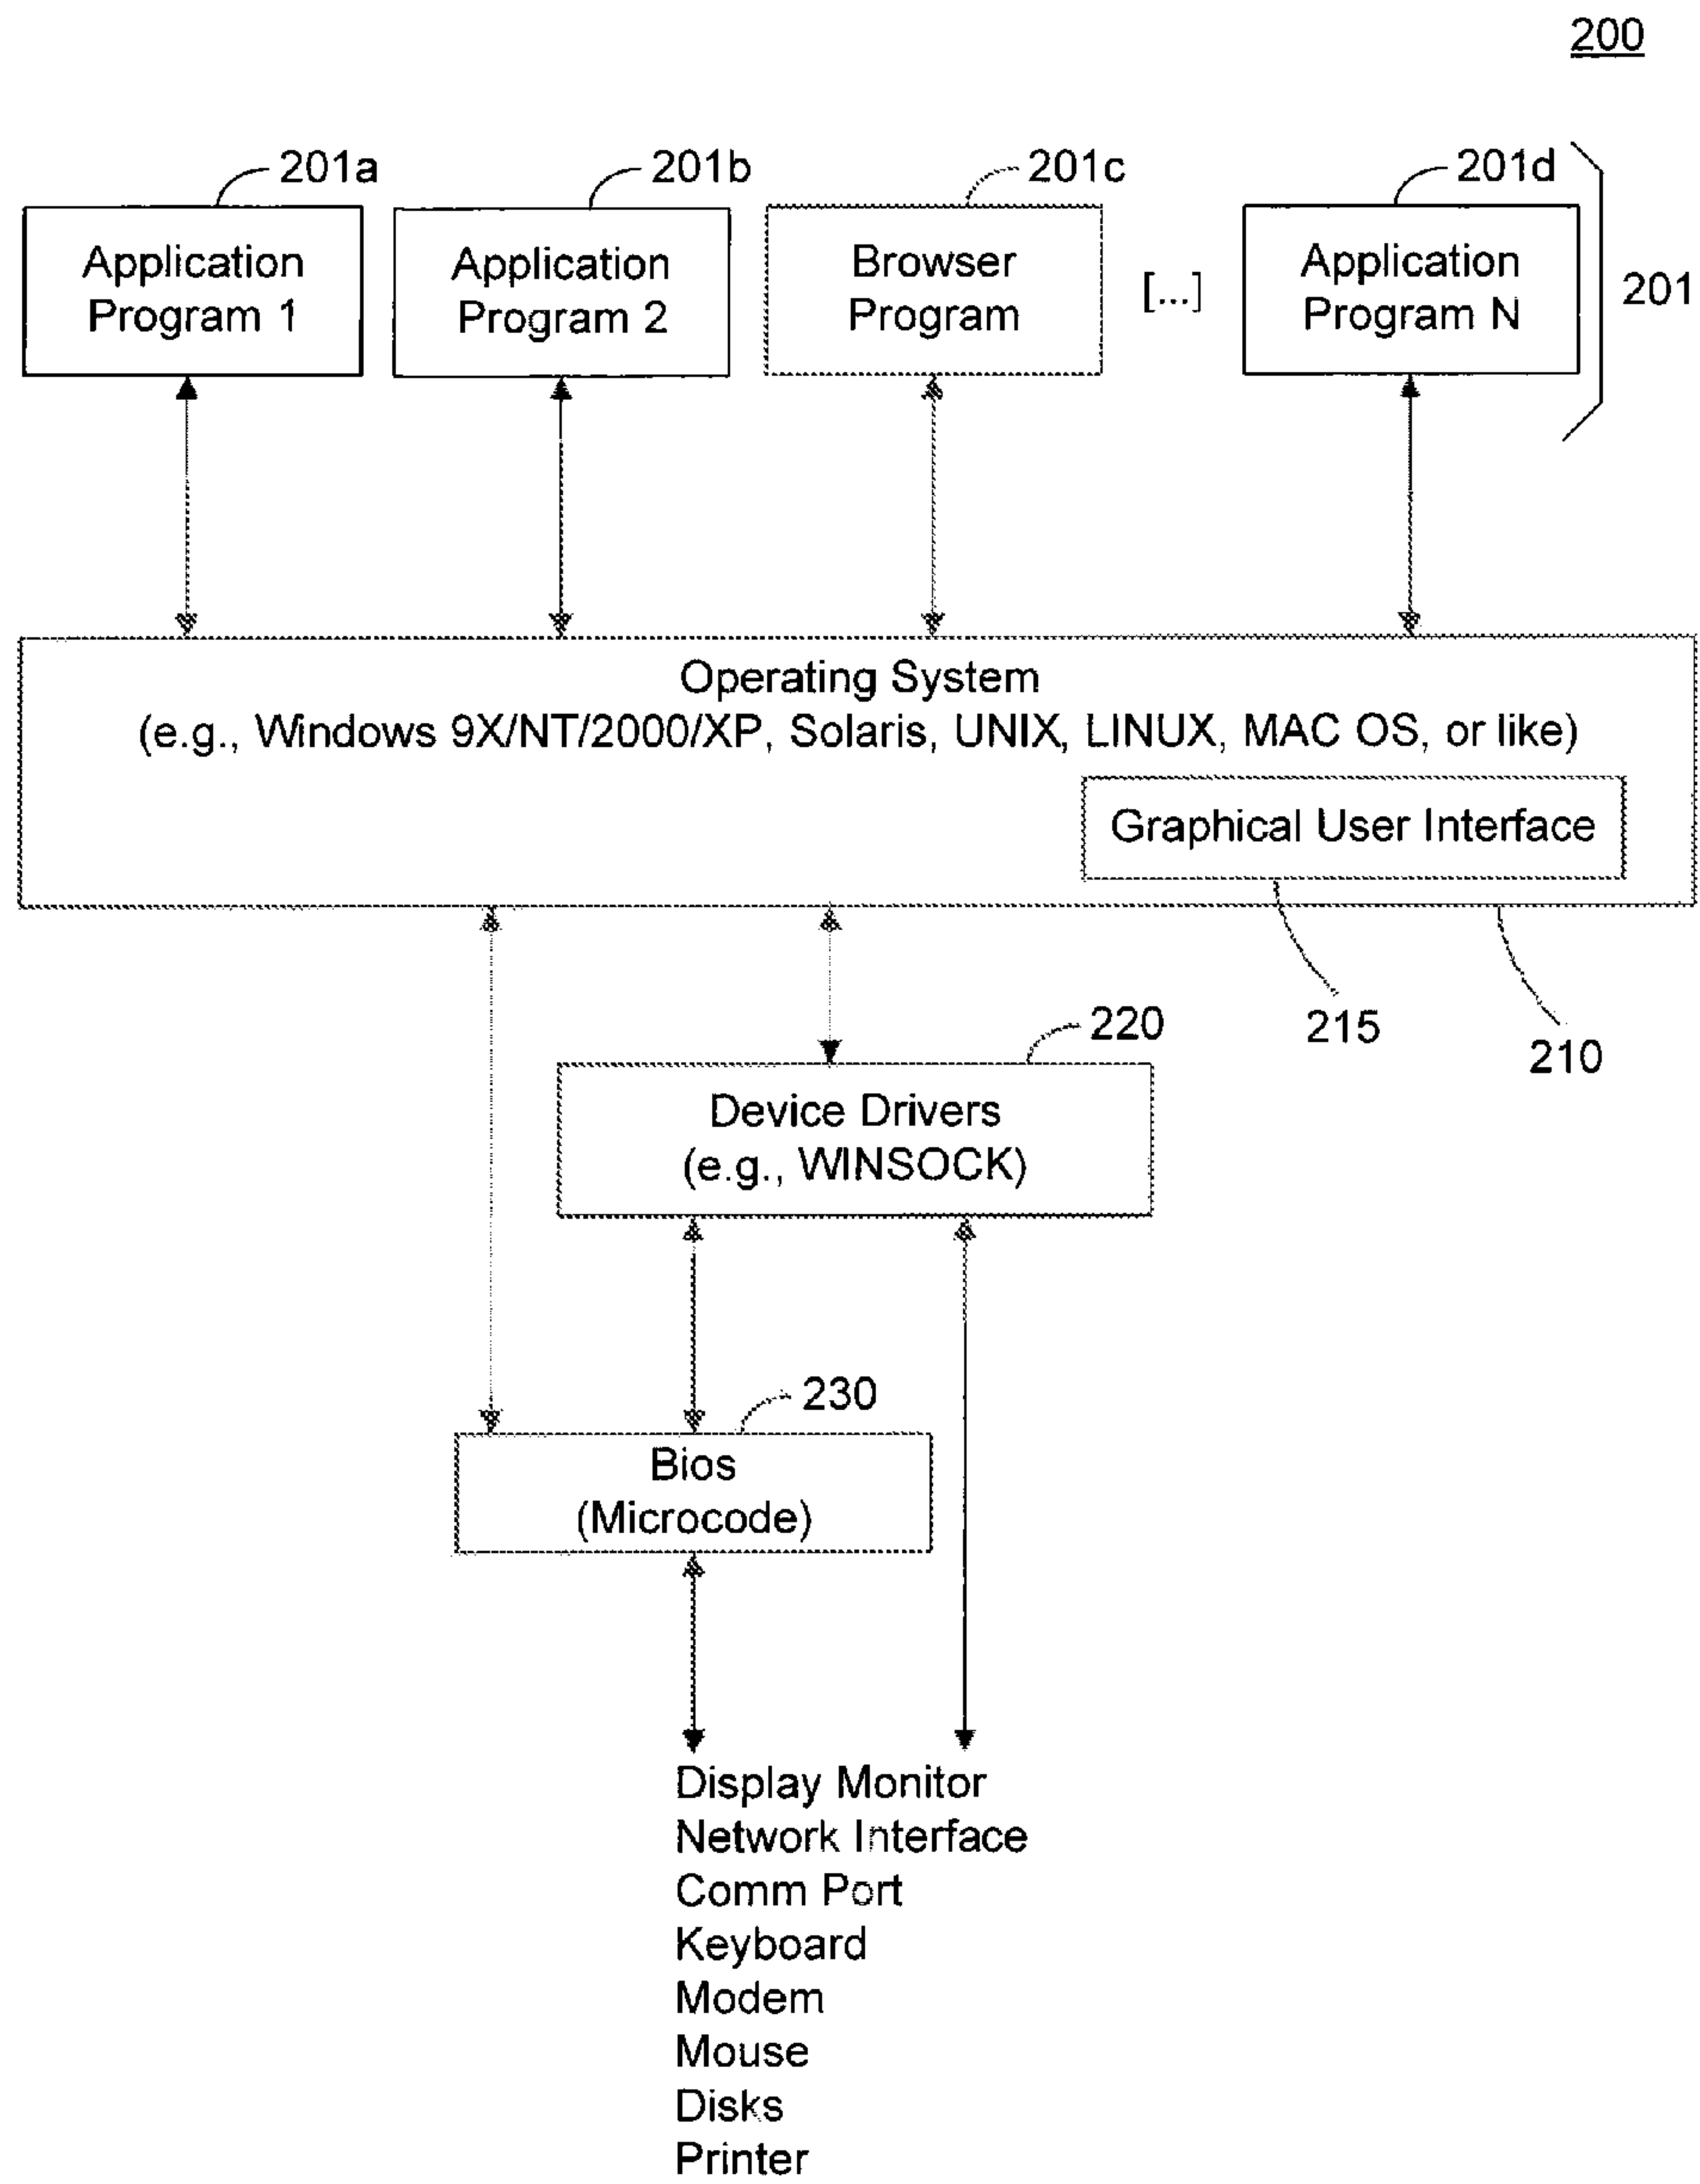 200
201a
201b
201c
201d
Application
Program 1
Application
Program 2
Browser
Program
[...]
Application
Program N
201
Operating System
(e.g., Windows 9X/NT/2000/XP, Solaris, UNIX, LINUX, MAC OS, or like)
Graphical User Interface
215
210
220
Device Drivers
(e.g., WINSOCK)
230
Bios
(Microcode)
Display Monitor
Network Interface
Comm Port
Keyboard
Modem
Mouse
Disks
Printer